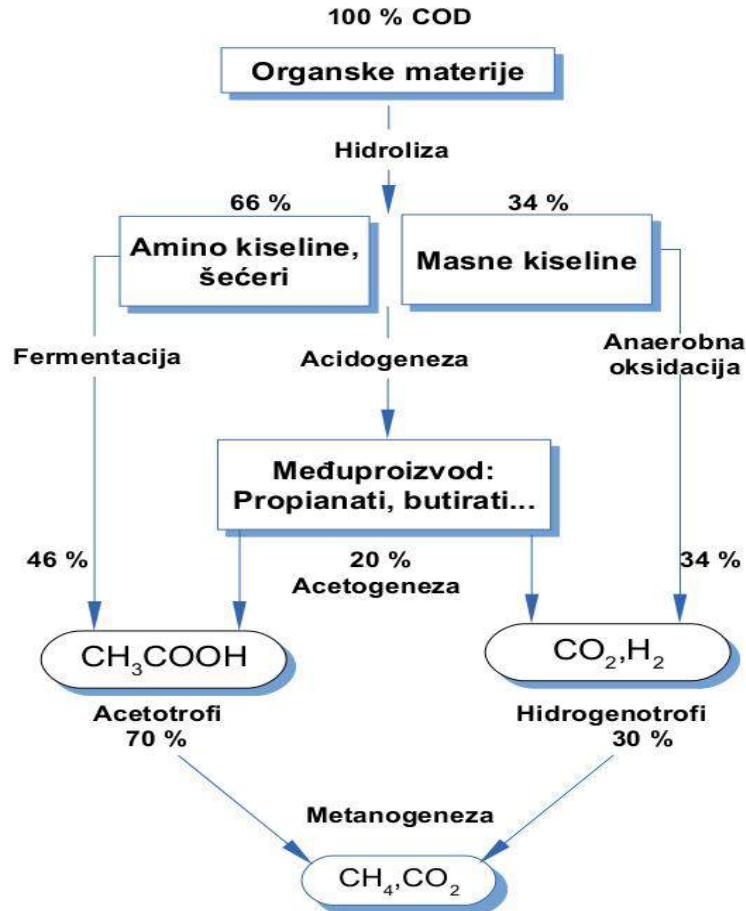 100 % COD
Organske materije
Hidroliza
66 %
34 %
Amino kiseline,
šećeri
Masne kiseline
Fermentacija
Acidogeneza
Anaerobna
oksidacija
Međuproizvod:
Propianati, butirati...
46 %
20 %
34 %
Acetogeneza
CH₃COOH
CO₂,H₂
Acetotrofi
70 %
Hidrogenotrofi
30 %
Metanogeneza
CH₄,CO₂